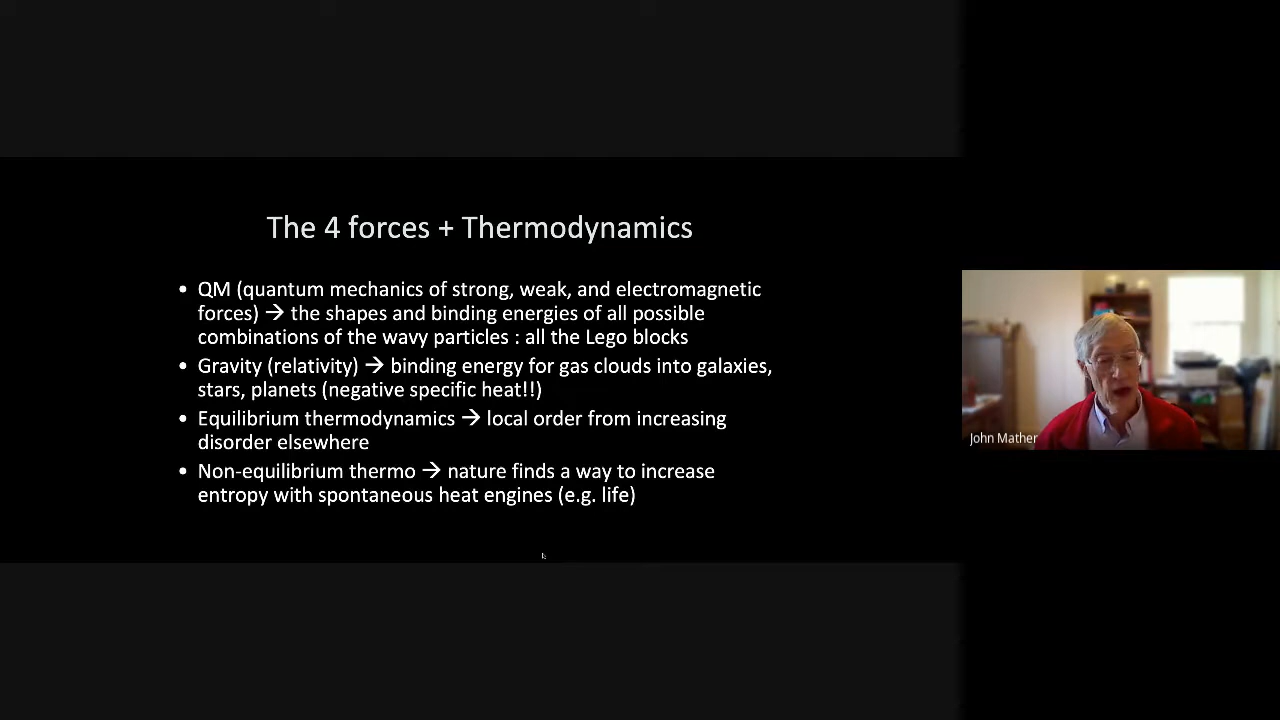 The 4 forces + Thermodynamics
• QM (quantum mechanics of strong, weak, and electromagnetic
forces) → the shapes and binding energies of all possible
combinations of the wavy particles : all the Lego blocks
• Gravity (relativity) → binding energy for gas clouds into galaxies,
stars, planets (negative specific heat!!)
• Equilibrium thermodynamics → local order from increasing
disorder elsewhere
• Non-equilibrium thermo → nature finds a way to increase
entropy with spontaneous heat engines (e.g. life)
John Mather